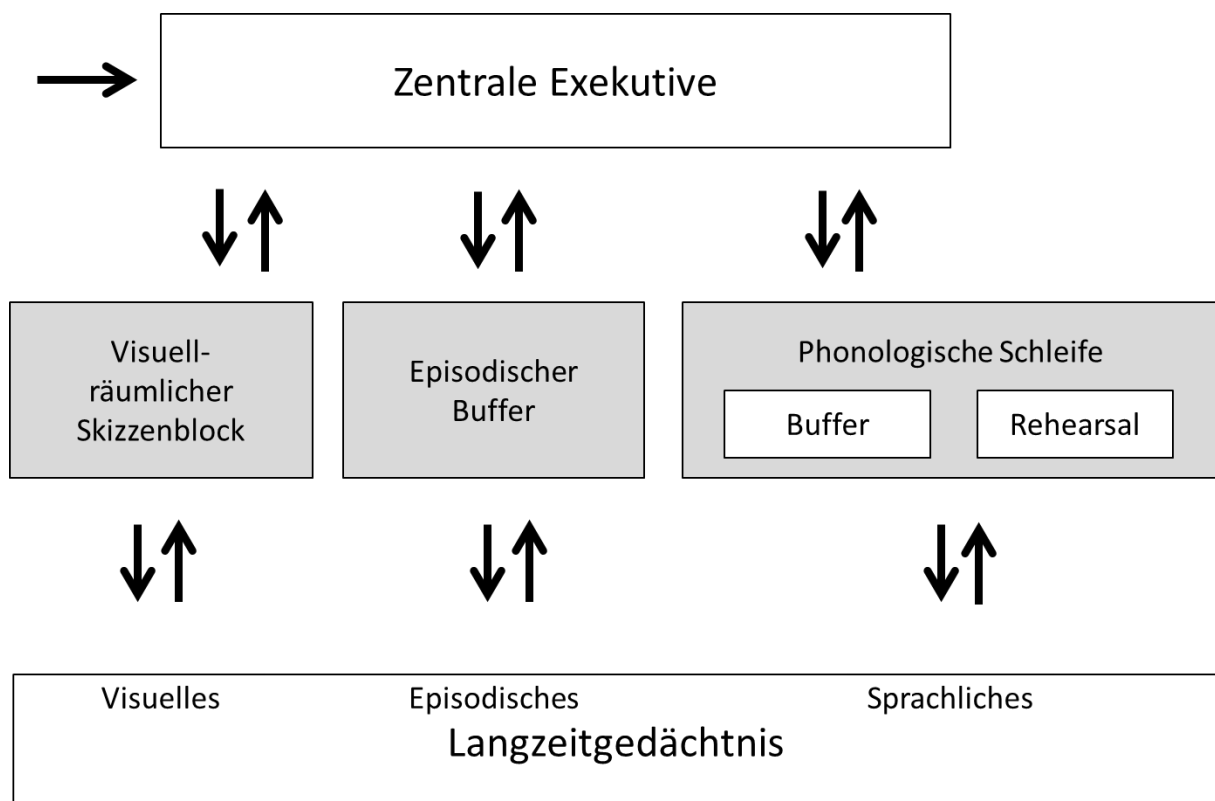 Zentrale Exekutive
Visuell-
räumlicher
Skizzenblock
Episodischer
Buffer
Phonologische Schleife
Buffer
Rehearsal
Visuelles
Episodisches
Sprachliches
Langzeitgedächtnis